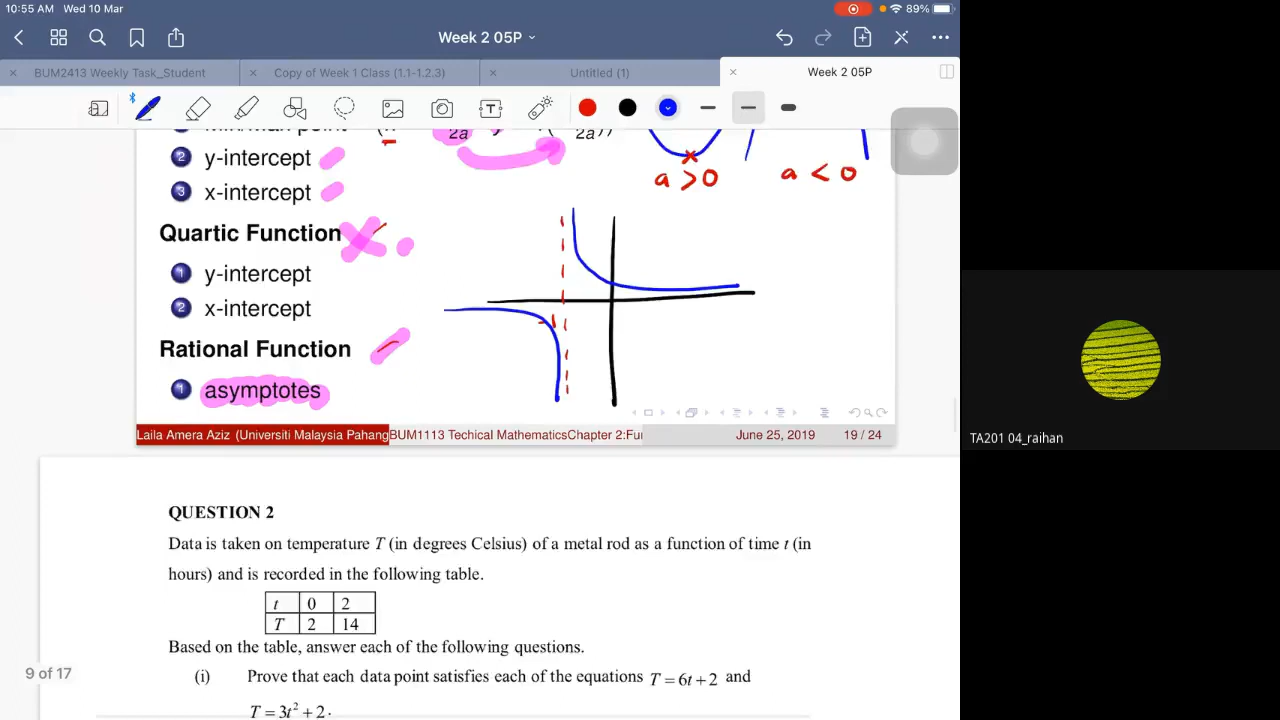 10:55 AM Wed 10 Mar 89%
Week 2 05P
BUM2413 Weekly Task_Student
Copy of Week 1 Class (1.1-1.2.3)
Untitled (1)
Week 2 05P
2a 2a))
2 y-intercept
3 x-intercept
a > 0 a < 0
Quartic Function
1 y-intercept
2 x-intercept
Rational Function
1 asymptotes
-1
Laila Amera Aziz (Universiti Malaysia Pahang BUM1113 Techical MathematicsChapter 2:Fur June 25, 2019 19 / 24
TA201 04_raihan
QUESTION 2
Data is taken on temperature T (in degrees Celsius) of a metal rod as a function of time t (in
hours) and is recorded in the following table.
t 0 2
T 2 14
Based on the table, answer each of the following questions.
9 of 17
(i) Prove that each data point satisfies each of the equations T = 6t + 2 and
T = 3t² + 2.